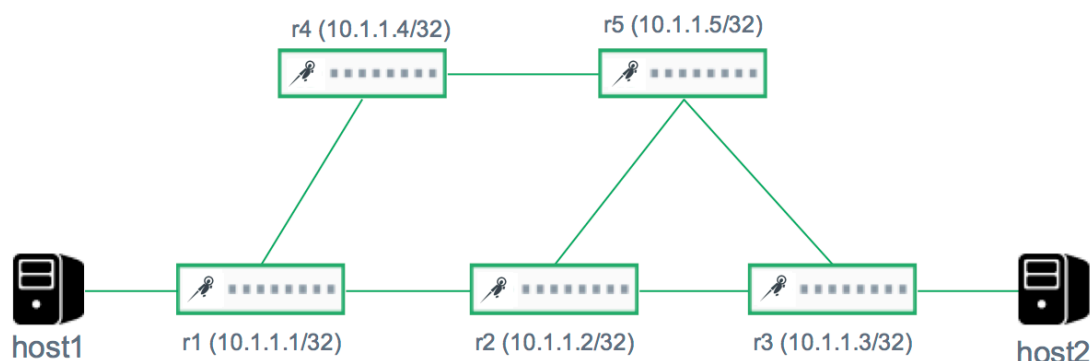 r4 (10.1.1.4/32)
r5 (10.1.1.5/32)
host1
r1 (10.1.1.1/32)
r2 (10.1.1.2/32)
r3 (10.1.1.3/32)
host2